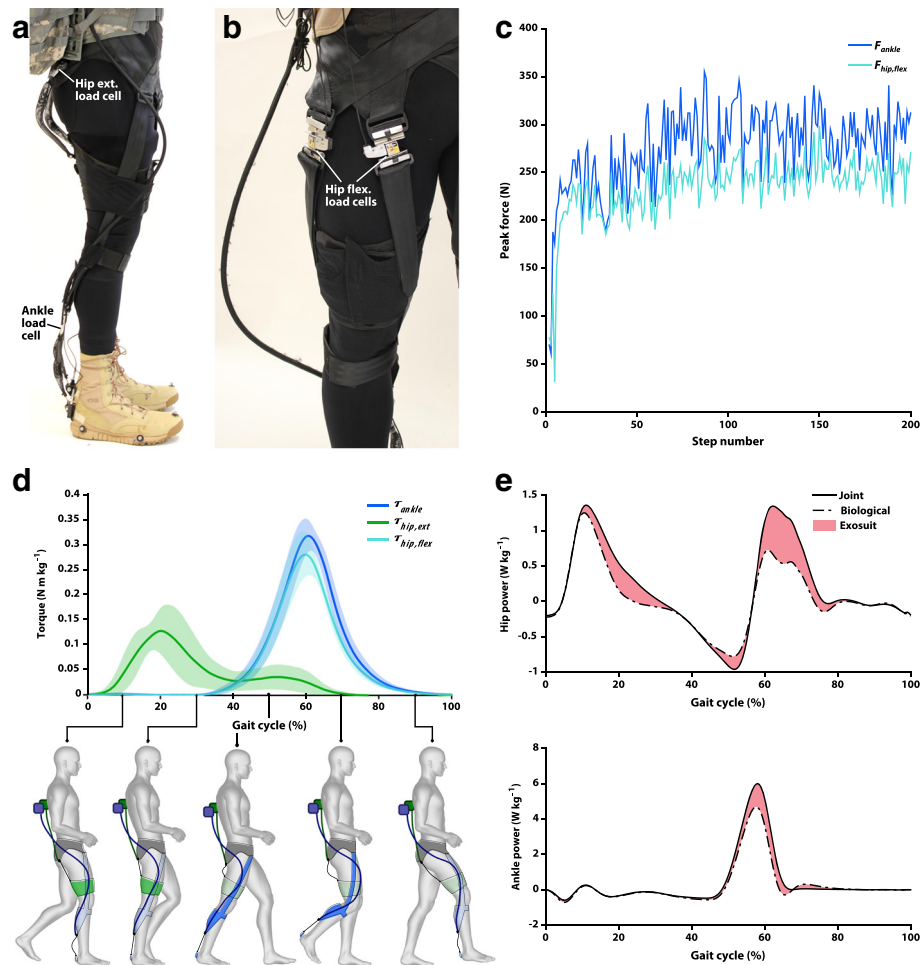 a
Hip ext.
load cell
Ankle
load
cell
b
Hip flex.
load cells
c
400
350
300
250
200
150
100
50
0
Peak force (N)
0
50
100
150
200
Step number
F ankle
F hip,flex
d
0.4
0.35
0.3
0.25
0.2
0.15
0.1
0.05
0
Torque (N m kg⁻¹)
0
20
40
60
80
100
Gait cycle (%)
τ ankle
τ hip,ext
τ hip,flex
e
1.5
1
0.5
0
-0.5
-1
Hip power (W kg⁻¹)
0
20
40
60
80
100
Gait cycle (%)
Joint
Biological
Exosuit
8
6
4
2
0
-2
Ankle power (W kg⁻¹)
0
20
40
60
80
100
Gait cycle (%)